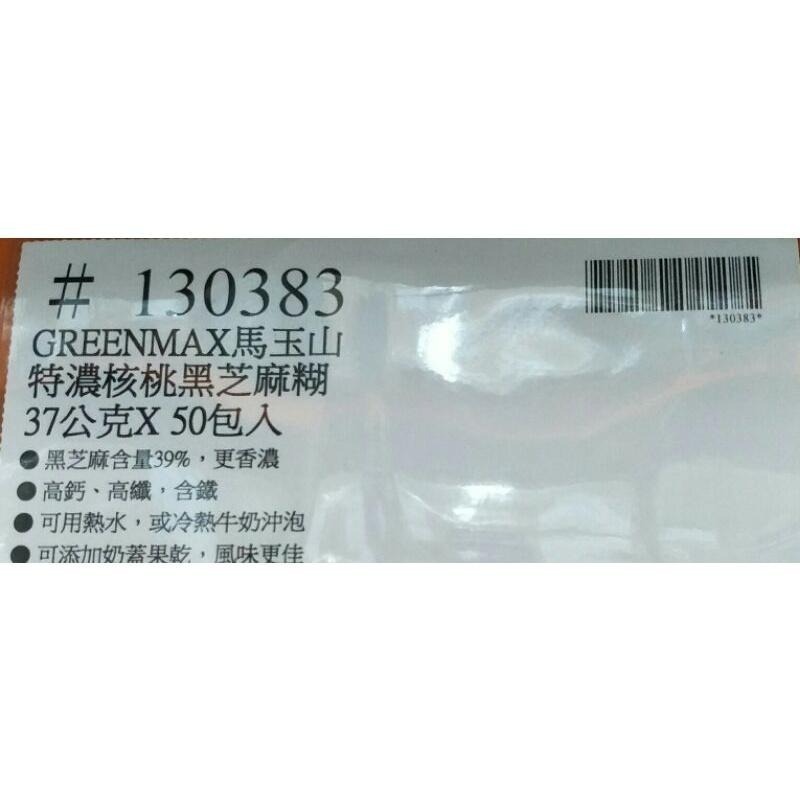 # 130383
*130383*
GREENMAX馬玉山
特濃核桃黑芝麻糊
37公克X 50包入
● 黑芝麻含量39%，更香濃
● 高鈣、高纖，含鐵
● 可用熱水，或冷熱牛奶沖泡
● 可添加奶蓋果乾，風味更佳